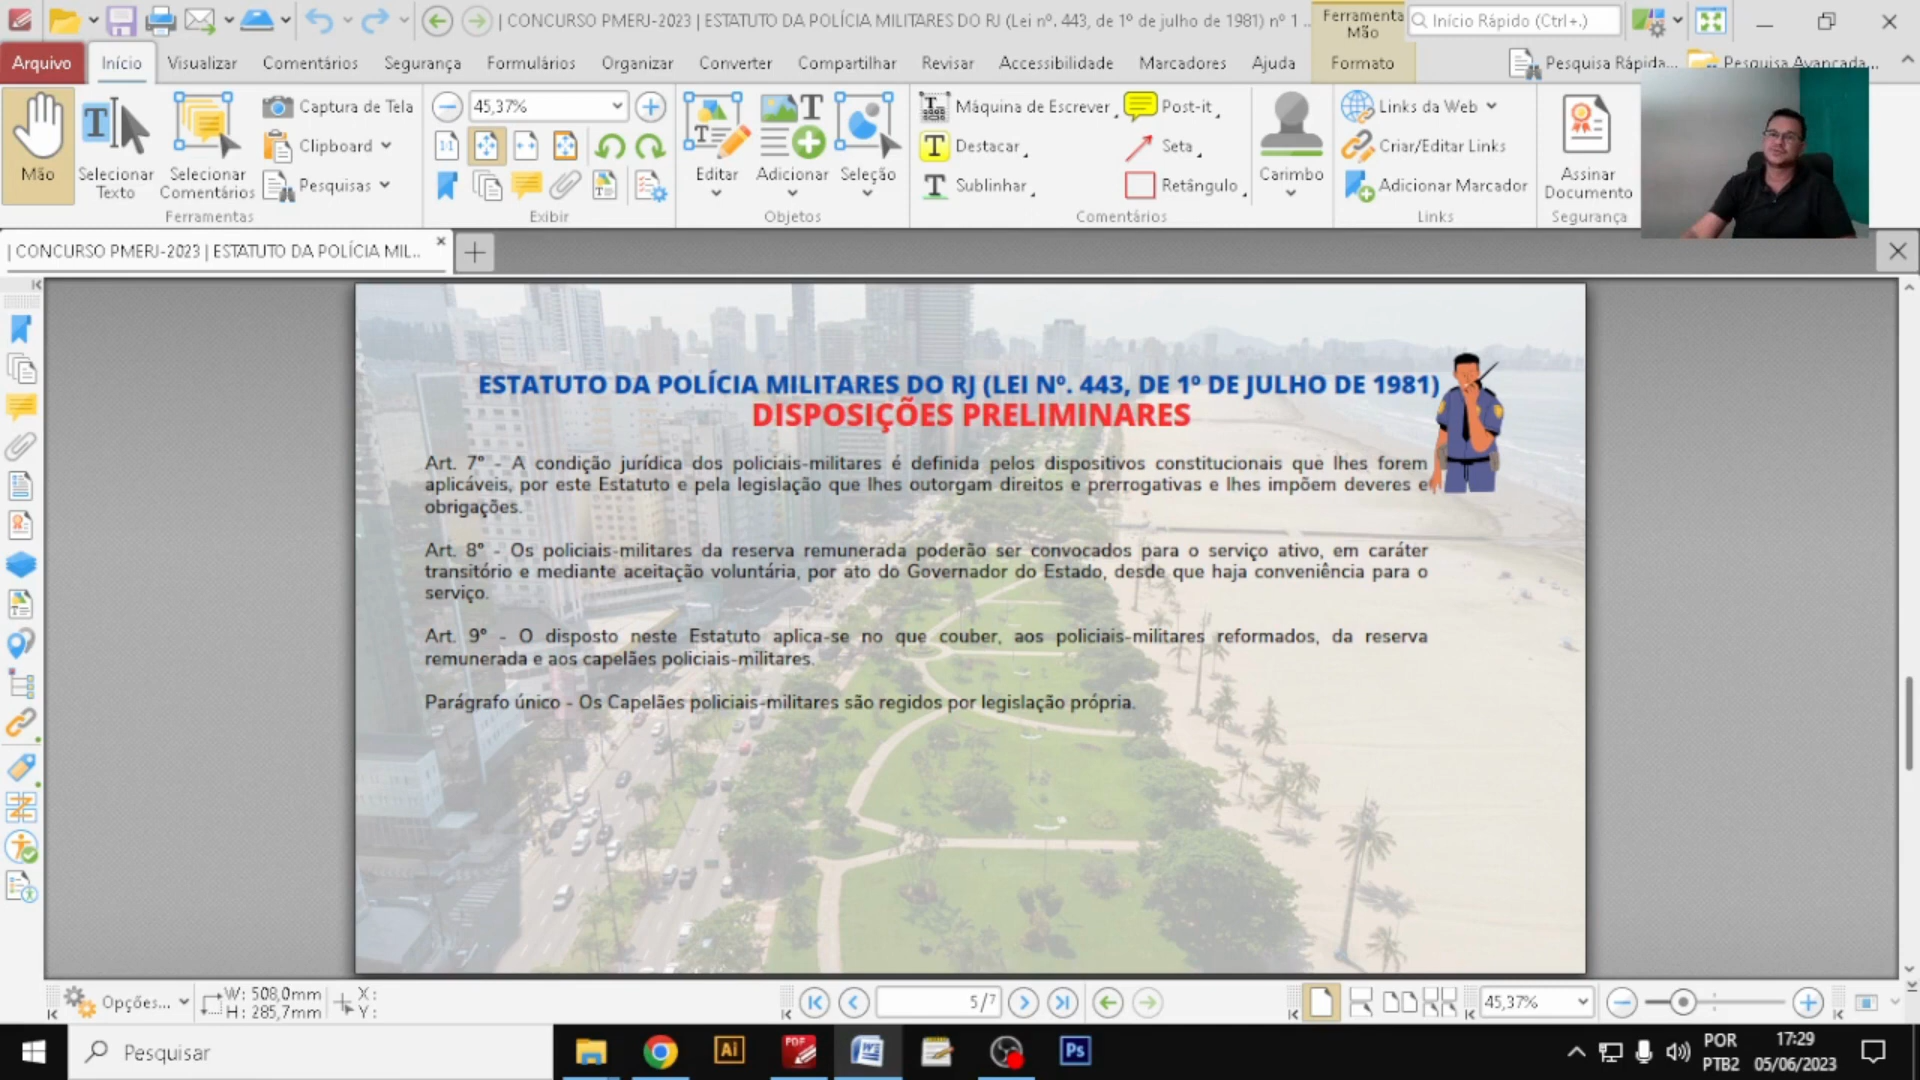 | CONCURSO PMERJ-2023 | ESTATUTO DA POLÍCIA MILITARES DO RJ (Lei nº. 443, de 1º de julho de 1981) nº 1 ...
Ferramenta
Mão
Início Rápido (Ctrl+.)
Arquivo Início Visualizar Comentários Segurança Formulários Organizar Converter Compartilhar Revisar Acessibilidade Marcadores Ajuda Formato Pesquisa Rápida... Pesquisa Avançada...
Mão
Selecionar
Texto
Selecionar
Comentários
Captura de Tela
Clipboard
Pesquisas
Ferramentas
45,37%
1:1
Exibir
Editar
Adicionar
Seleção
Objetos
Máquina de Escrever
Destacar
Sublinhar
Post-it
Seta
Retângulo
Comentários
Carimbo
Links da Web
Criar/Editar Links
Adicionar Marcador
Links
Assinar
Documento
Segurança
| CONCURSO PMERJ-2023 | ESTATUTO DA POLÍCIA MIL...
ESTATUTO DA POLÍCIA MILITARES DO RJ (LEI Nº. 443, DE 1º DE JULHO DE 1981)
DISPOSIÇÕES PRELIMINARES
Art. 7º - A condição jurídica dos policiais-militares é definida pelos dispositivos constitucionais que lhes forem
aplicáveis, por este Estatuto e pela legislação que lhes outorgam direitos e prerrogativas e lhes impõem deveres e
obrigações.
Art. 8º - Os policiais-militares da reserva remunerada poderão ser convocados para o serviço ativo, em caráter
transitório e mediante aceitação voluntária, por ato do Governador do Estado, desde que haja conveniência para o
serviço.
Art. 9º - O disposto neste Estatuto aplica-se no que couber, aos policiais-militares reformados, da reserva
remunerada e aos capelães policiais-militares.
Parágrafo único - Os Capelães policiais-militares são regidos por legislação própria.
Opções...
W: 508,0mm
H: 285,7mm
X:
Y:
5/7
45,37%
Pesquisar
Ai
PDF
W
Ps
POR
PTB2
17:29
05/06/2023